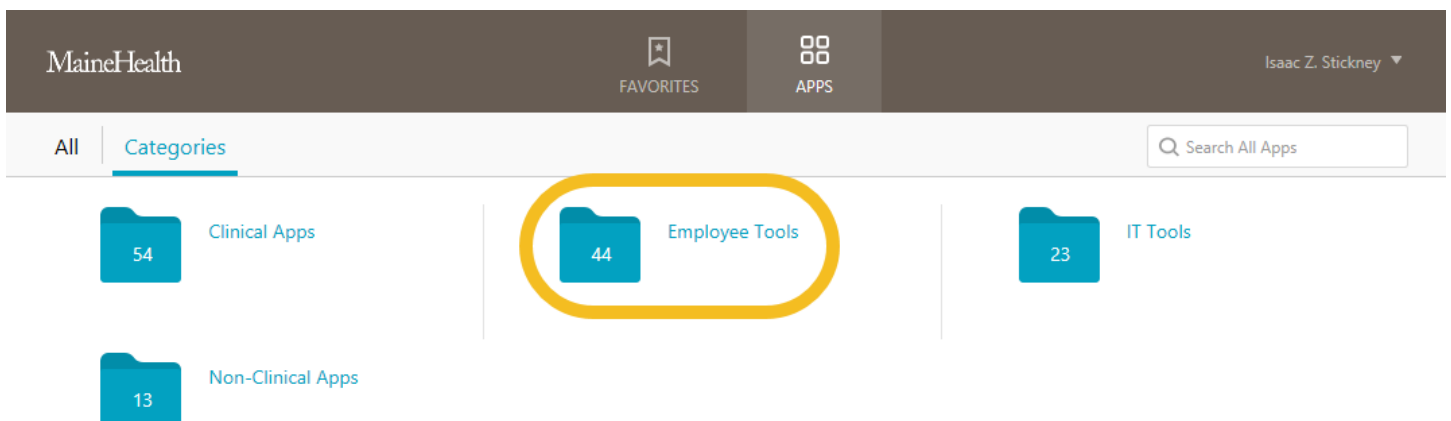 MaineHealth
FAVORITES
APPS
Isaac Z. Stickney
All
Categories
Search All Apps
54
Clinical Apps
44
Employee Tools
23
IT Tools
13
Non-Clinical Apps